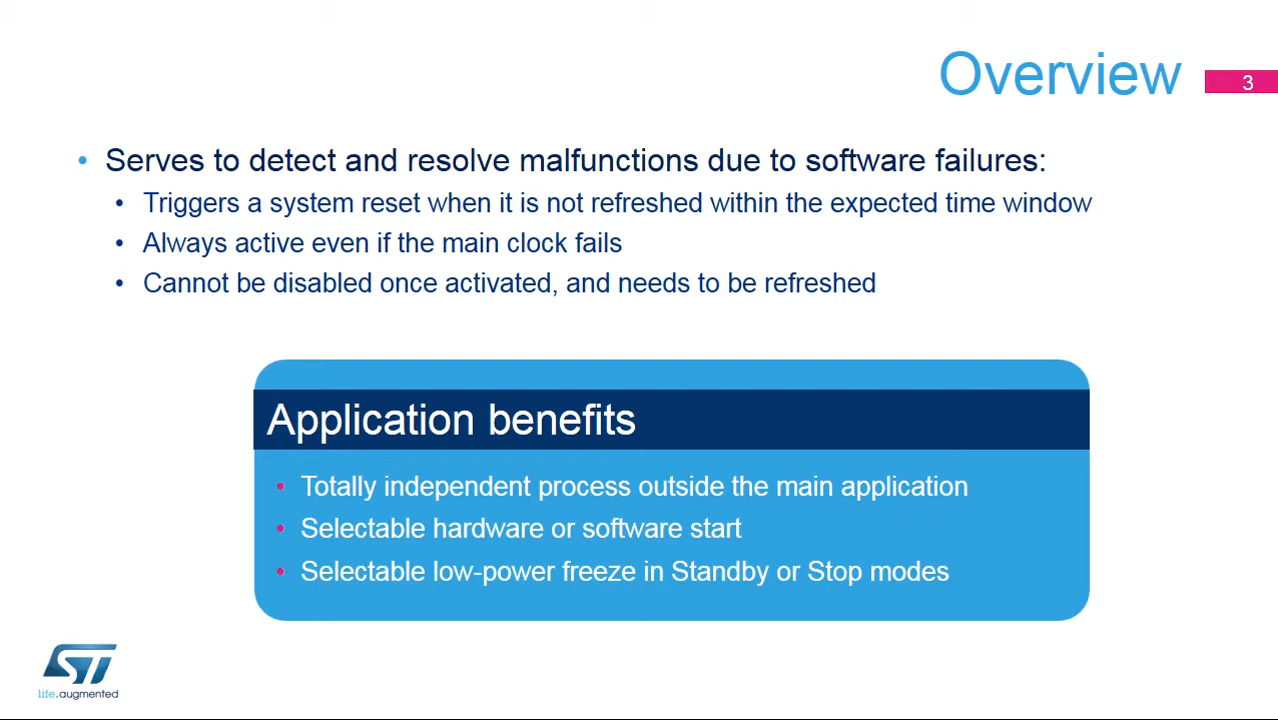 Overview
3
• Serves to detect and resolve malfunctions due to software failures:
• Triggers a system reset when it is not refreshed within the expected time window
• Always active even if the main clock fails
• Cannot be disabled once activated, and needs to be refreshed
Application benefits
• Totally independent process outside the main application
• Selectable hardware or software start
• Selectable low-power freeze in Standby or Stop modes
ST
life.augmented